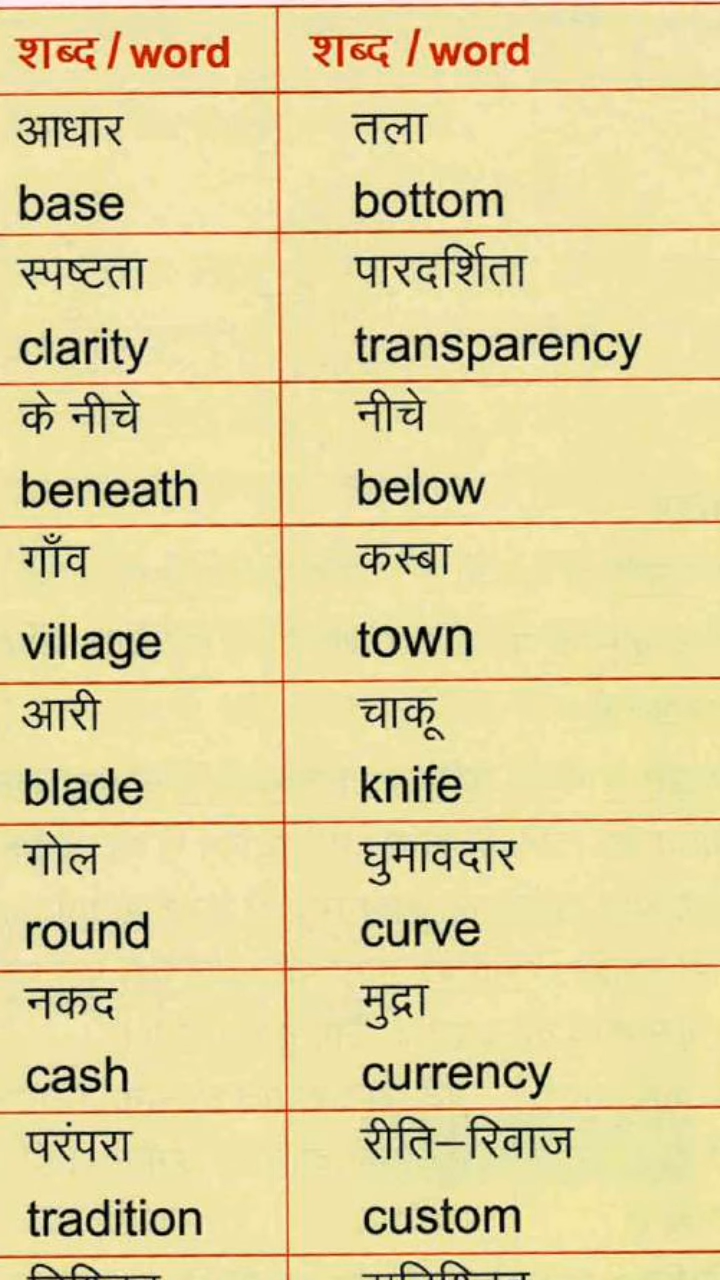 शब्द / word शब्द / word
आधार तला
base bottom
स्पष्टता पारदर्शिता
clarity transparency
के नीचे नीचे
beneath below
गाँव कस्बा
village town
आरी चाकू
blade knife
गोल घुमावदार
round curve
नकद मुद्रा
cash currency
परंपरा रीति–रिवाज
tradition custom